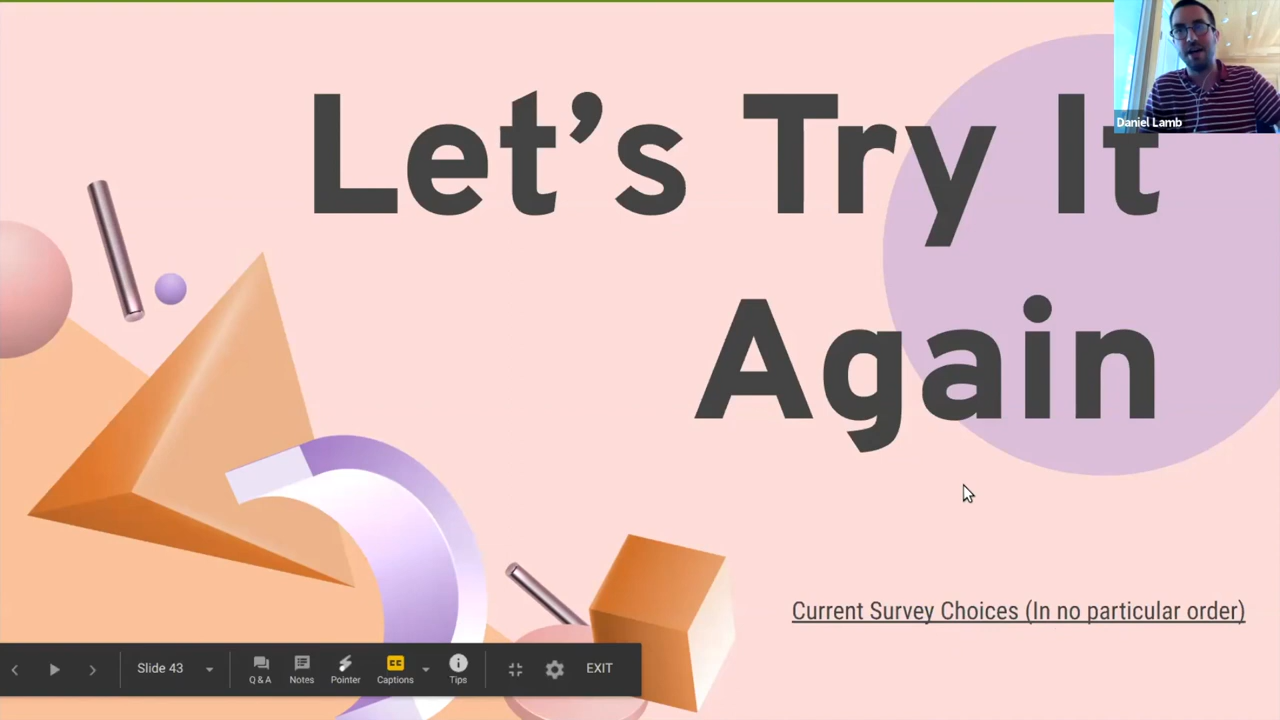 Daniel Lamb
Let's Try It
Again
Current Survey Choices (In no particular order)
Slide 43
Q & A
Notes
Pointer
CC
Captions
Tips
EXIT